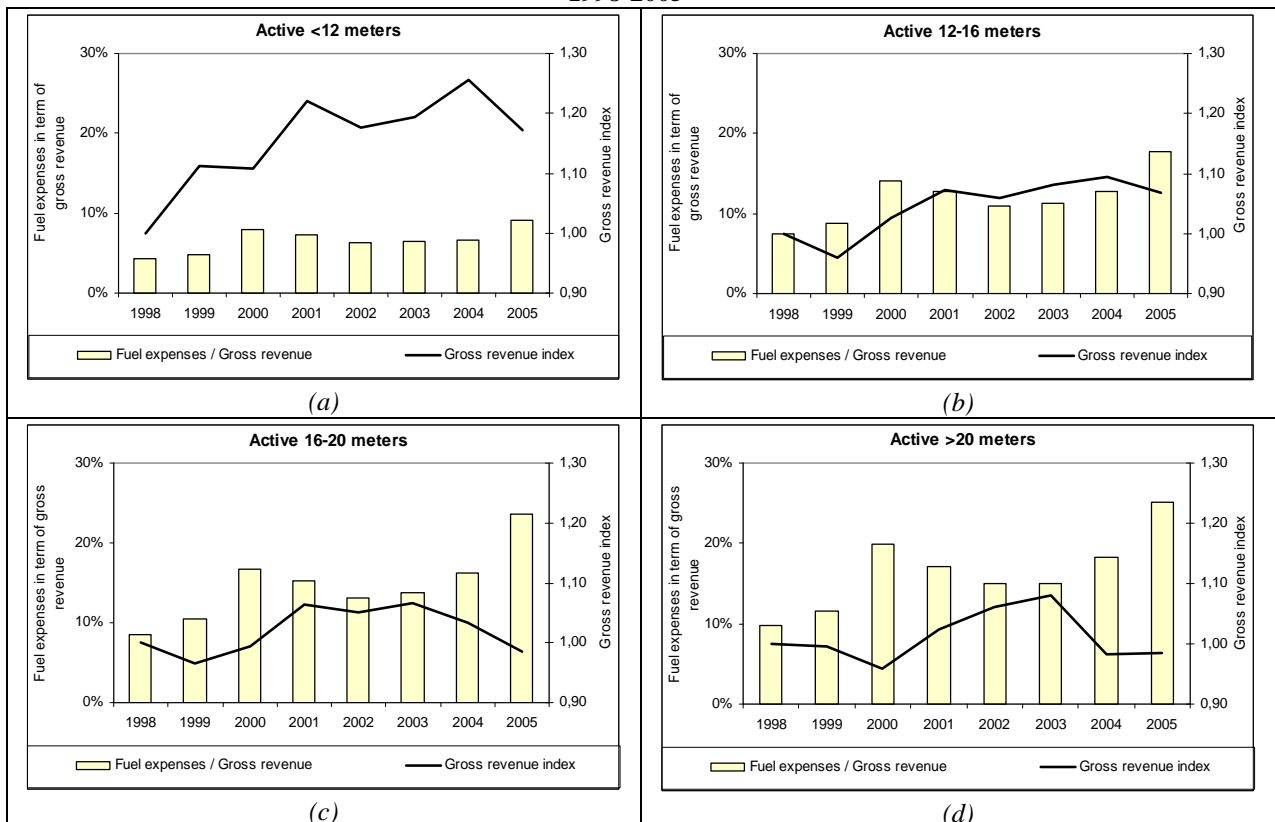 Active <12 meters
Fuel expenses in term of
gross revenue
30%
20%
10%
0%
1,30
1,20
1,10
1,00
0,90
Gross revenue index
1998 1999 2000 2001 2002 2003 2004 2005
Fuel expenses / Gross revenue Gross revenue index
(a)
Active 12-16 meters
Fuel expenses in term of
gross revenue
30%
20%
10%
0%
1,30
1,20
1,10
1,00
0,90
Gross revenue index
1998 1999 2000 2001 2002 2003 2004 2005
Fuel expenses / Gross revenue Gross revenue index
(b)
Active 16-20 meters
Fuel expenses in term of gross
revenue
30%
20%
10%
0%
1,30
1,20
1,10
1,00
0,90
Gross revenue index
1998 1999 2000 2001 2002 2003 2004 2005
Fuel expenses / Gross revenue Gross revenue index
(c)
Active >20 meters
Fuel expenses in term of gross
revenue
30%
20%
10%
0%
1,30
1,20
1,10
1,00
0,90
Gross revenue index
1998 1999 2000 2001 2002 2003 2004 2005
Fuel expenses / Gross revenue Gross revenue index
(d)